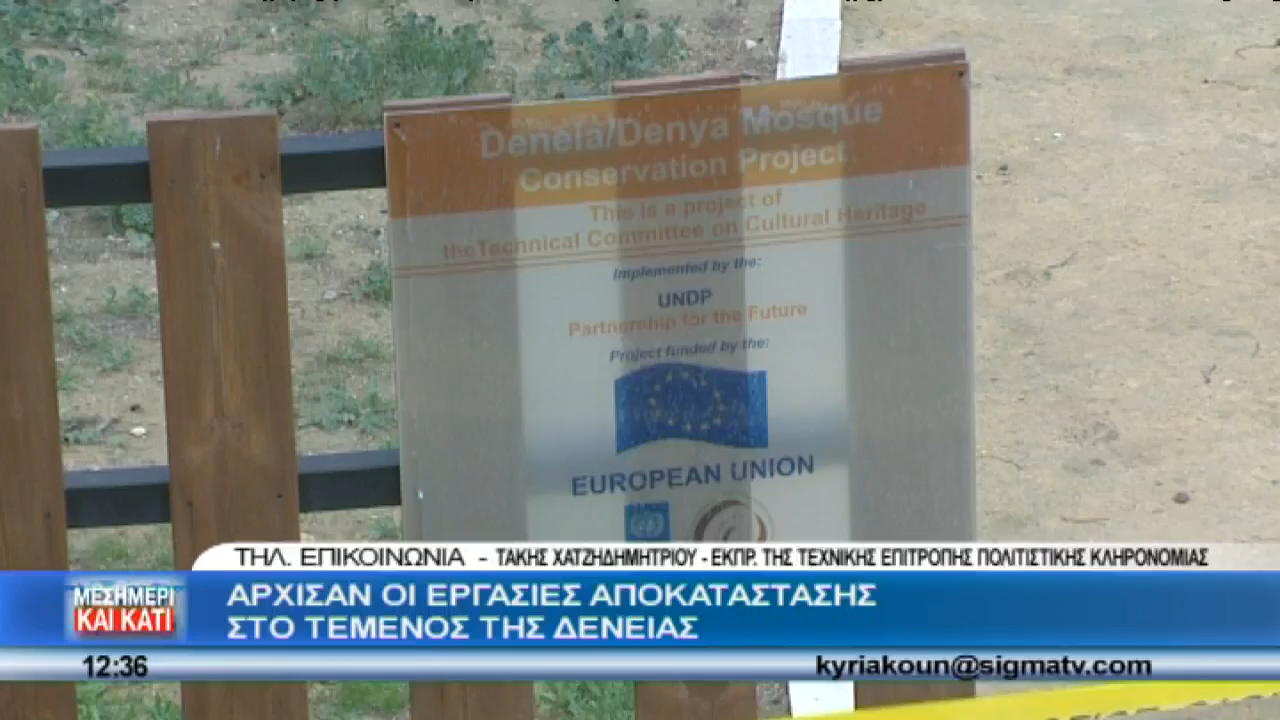 Deneia/Denya Mosque
Conservation Project
This is a project of
the Technical Committee on Cultural Heritage
Implemented by the:
UNDP
Partnership for the Future
Project funded by the:
EUROPEAN UNION
ΤΗΛ. ΕΠΙΚΟΙΝΩΝΙΑ - ΤΑΚΗΣ ΧΑΤΖΗΔΗΜΗΤΡΙΟΥ - ΕΚΠΡ. ΤΗΣ ΤΕΧΝΙΚΗΣ ΕΠΙΤΡΟΠΗΣ ΠΟΛΙΤΙΣΤΙΚΗΣ ΚΛΗΡΟΝΟΜΙΑΣ
ΜΕΣΗΜΕΡΙ
ΚΑΙ ΚΑΤΙ
ΑΡΧΙΣΑΝ ΟΙ ΕΡΓΑΣΙΕΣ ΑΠΟΚΑΤΑΣΤΑΣΗΣ
ΣΤΟ ΤΕΜΕΝΟΣ ΤΗΣ ΔΕΝΕΙΑΣ
12:36
kyriakoun@sigmatv.com